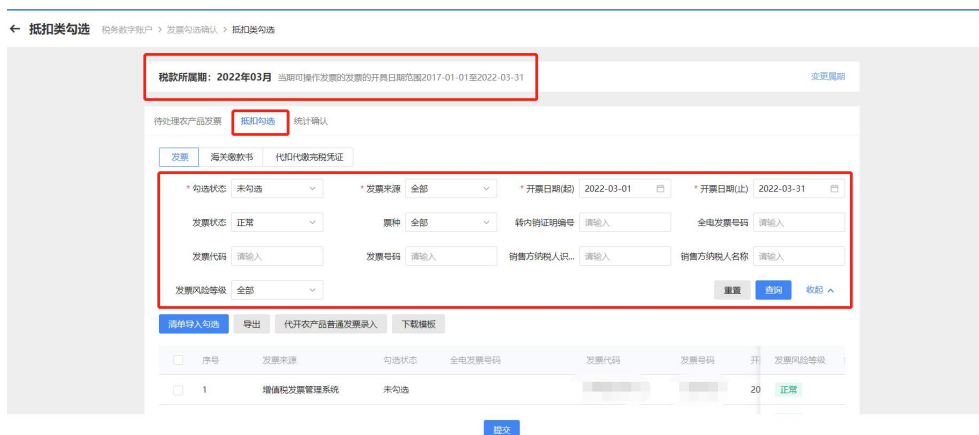 ← 抵扣类勾选 税务数字账户 > 发票勾选确认 > 抵扣类勾选
税款所属期：2022年03月 当期可操作发票的发票的开具日期范围2017-01-01至2022-03-31 变更属期
待处理农产品发票 抵扣勾选 统计确认
发票 海关缴款书 代扣代缴完税凭证
* 勾选状态 未勾选 * 发票来源 全部 * 开票日期(起) 2022-03-01 * 开票日期(止) 2022-03-31
发票状态 正常 票种 全部 转内销证明编号 请输入 全电发票号码 请输入
发票代码 请输入 发票号码 请输入 销售方纳税人识... 请输入 销售方纳税人名称 请输入
发票风险等级 全部 重置 查询 收起
清单导入勾选 导出 代开农产品普通发票录入 下载模板
序号 发票来源 勾选状态 全电发票号码 发票代码 发票号码 开 发票风险等级
1 增值税发票管理系统 未勾选 20 正常
提交